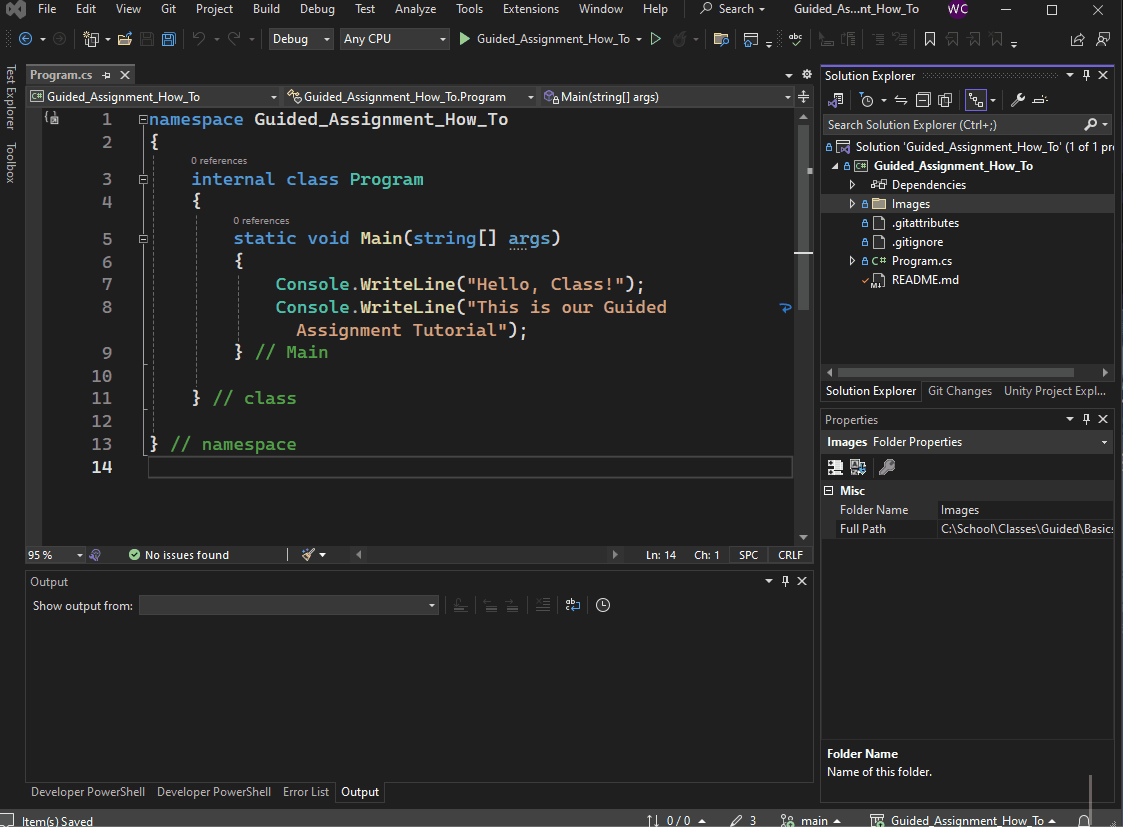 File Edit View Git Project Build Debug Test Analyze Tools Extensions Window Help Search Guided_As...nt_How_To WC
Debug Any CPU Guided_Assignment_How_To
Test Explorer
Toolbox
Program.cs
Guided_Assignment_How_To Guided_Assignment_How_To.Program Main(string[] args)
1 namespace Guided_Assignment_How_To
2 {
0 references
3 internal class Program
4 {
0 references
5 static void Main(string[] args)
6 {
7 Console.WriteLine("Hello, Class!");
8 Console.WriteLine("This is our Guided
Assignment Tutorial");
9 } // Main
10
11 } // class
12
13 } // namespace
14
95 % No issues found Ln: 14 Ch: 1 SPC CRLF
Output
Show output from:
Developer PowerShell Developer PowerShell Error List Output
Solution Explorer
Search Solution Explorer (Ctrl+;)
Solution 'Guided_Assignment_How_To' (1 of 1 pr
Guided_Assignment_How_To
Dependencies
Images
.gitattributes
.gitignore
C# Program.cs
README.md
Solution Explorer Git Changes Unity Project Expl...
Properties
Images Folder Properties
Misc
Folder Name Images
Full Path C:\School\Classes\Guided\Basics
Folder Name
Name of this folder.
Item(s) Saved 0 / 0 3 main Guided_Assignment_How_To